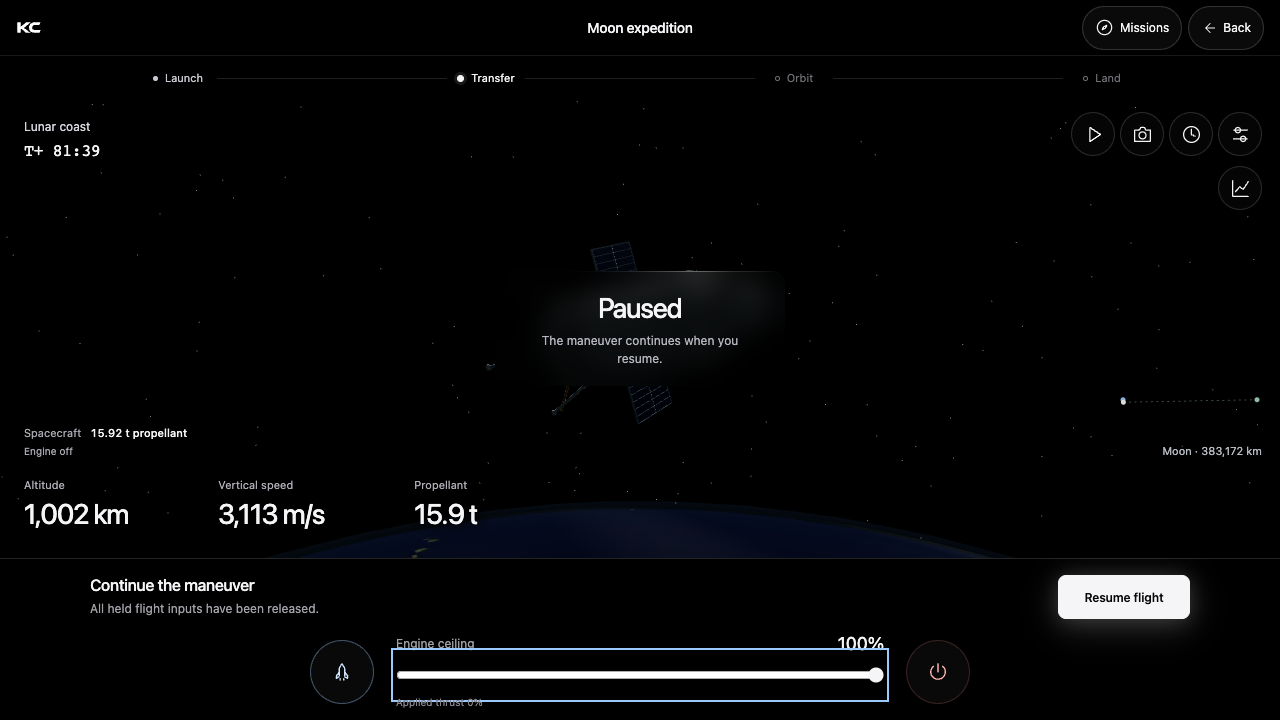 KC
Moon expedition
Missions
Back
Launch
Transfer
Orbit
Land
Lunar coast
T+ 81:39
Paused
The maneuver continues when you
resume.
Spacecraft 15.92 t propellant
Engine off
Moon · 383,172 km
Altitude
Vertical speed
Propellant
1,002 km
3,113 m/s
15.9 t
Continue the maneuver
All held flight inputs have been released.
Resume flight
Engine ceiling
100%
Applied thrust 0%